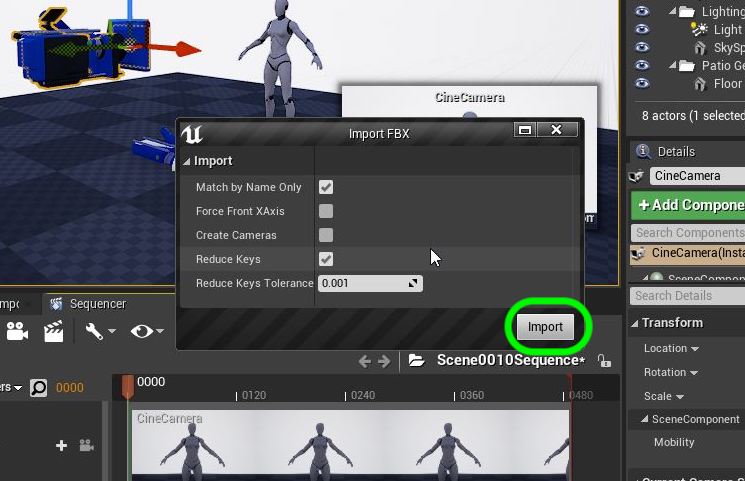 Lighting
Light
SkySp
Patio Ge
Floor
8 actors (1 selected
CineCamera
Import FBX
Import
Match by Name Only
Force Front XAxis
Create Cameras
Reduce Keys
Reduce Keys Tolerance 0.001
Import
Details
CineCamera
+ Add Compone
Search Components
CineCamera(Insta
SceneCompo
Search Details
Transform
Location
Rotation
Scale
SceneComponent
Mobility
Sequencer
Scene0010Sequence*
ers
0000
0000
0120
0240
0360
0480
CineCamera